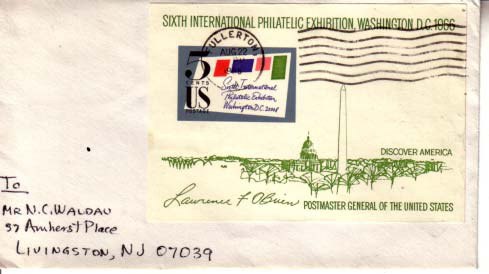 SIXTH INTERNATIONAL PHILATELIC EXHIBITION, WASHINGTON, D.C. 1966
FULLERTON
AUG 22
5
CENTS
US
POSTAGE
Sixth International
Philatelic Exhibition
Washington D.C.
DISCOVER AMERICA
Lawrence F. O'Brien POSTMASTER GENERAL OF THE UNITED STATES
To
MR N.C. WALDAU
37 Amherst Place
LIVINGSTON, NJ 07039